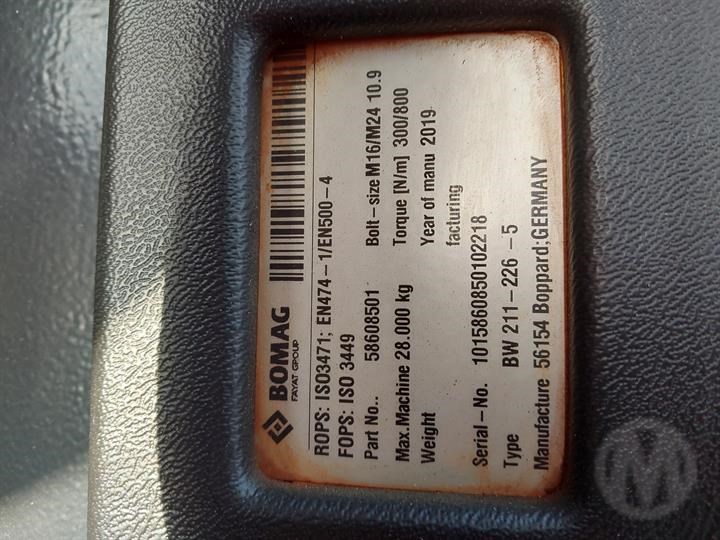 BOMAG
FAYAT GROUP
ROPS: ISO3471; EN474-1/EN500-4
FOPS: ISO 3449
Part No.. 58608501 Bolt-size M16/M24 10.9
Max.Machine 28.000 kg Torque [N/m] 300/800
Weight Year of manu 2019
facturing
Serial-No. 1015860850102218
Type BW 211-226-5
Manufacture 56154 Boppard;GERMANY
M